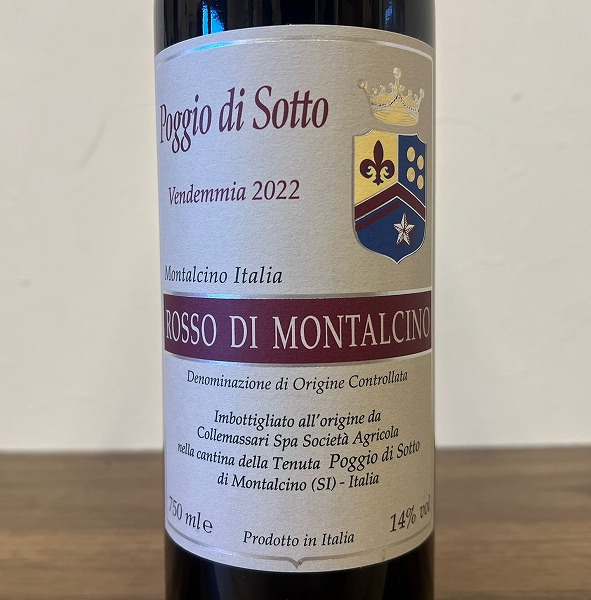 Poggio di Sotto
Vendemmia 2022
Montalcino Italia
ROSSO DI MONTALCINO
Denominazione di Origine Controllata
Imbottigliato all'origine da
Collemassari Spa Società Agricola
nella cantina della Tenuta Poggio di Sotto
di Montalcino (SI) - Italia
750 ml e 14% vol
Prodotto in Italia